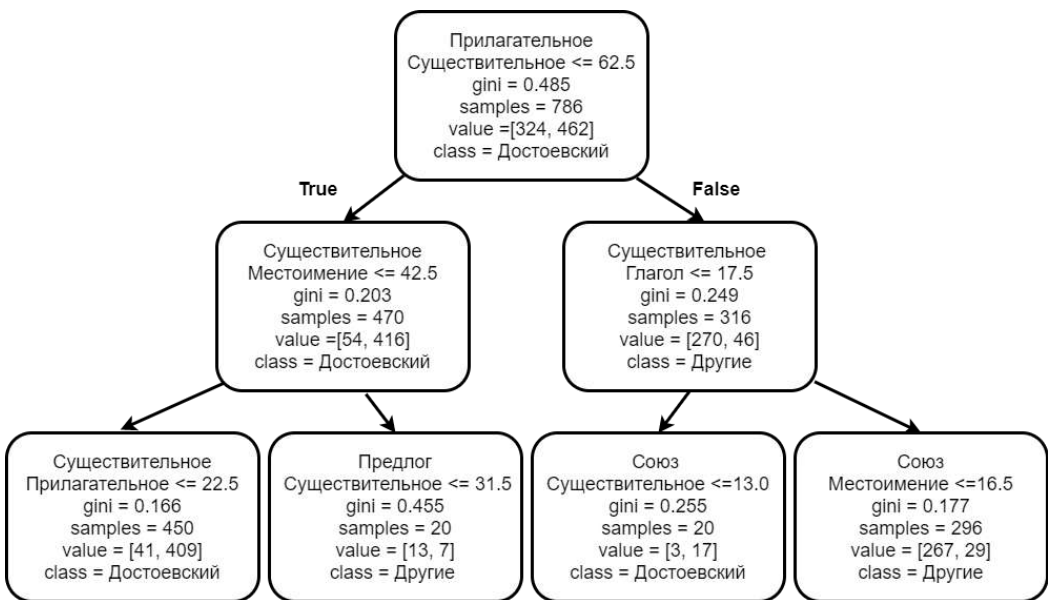 Прилагательное
Существительное <= 62.5
gini = 0.485
samples = 786
value =[324, 462]
class = Достоевский
True
False
Существительное
Местоимение <= 42.5
gini = 0.203
samples = 470
value =[54, 416]
class = Достоевский
Существительное
Глагол <= 17.5
gini = 0.249
samples = 316
value = [270, 46]
class = Другие
Существительное
Прилагательное <= 22.5
gini = 0.166
samples = 450
value = [41, 409]
class = Достоевский
Предлог
Существительное <= 31.5
gini = 0.455
samples = 20
value = [13, 7]
class = Другие
Союз
Существительное <=13.0
gini = 0.255
samples = 20
value = [3, 17]
class = Достоевский
Союз
Местоимение <=16.5
gini = 0.177
samples = 296
value = [267, 29]
class = Другие